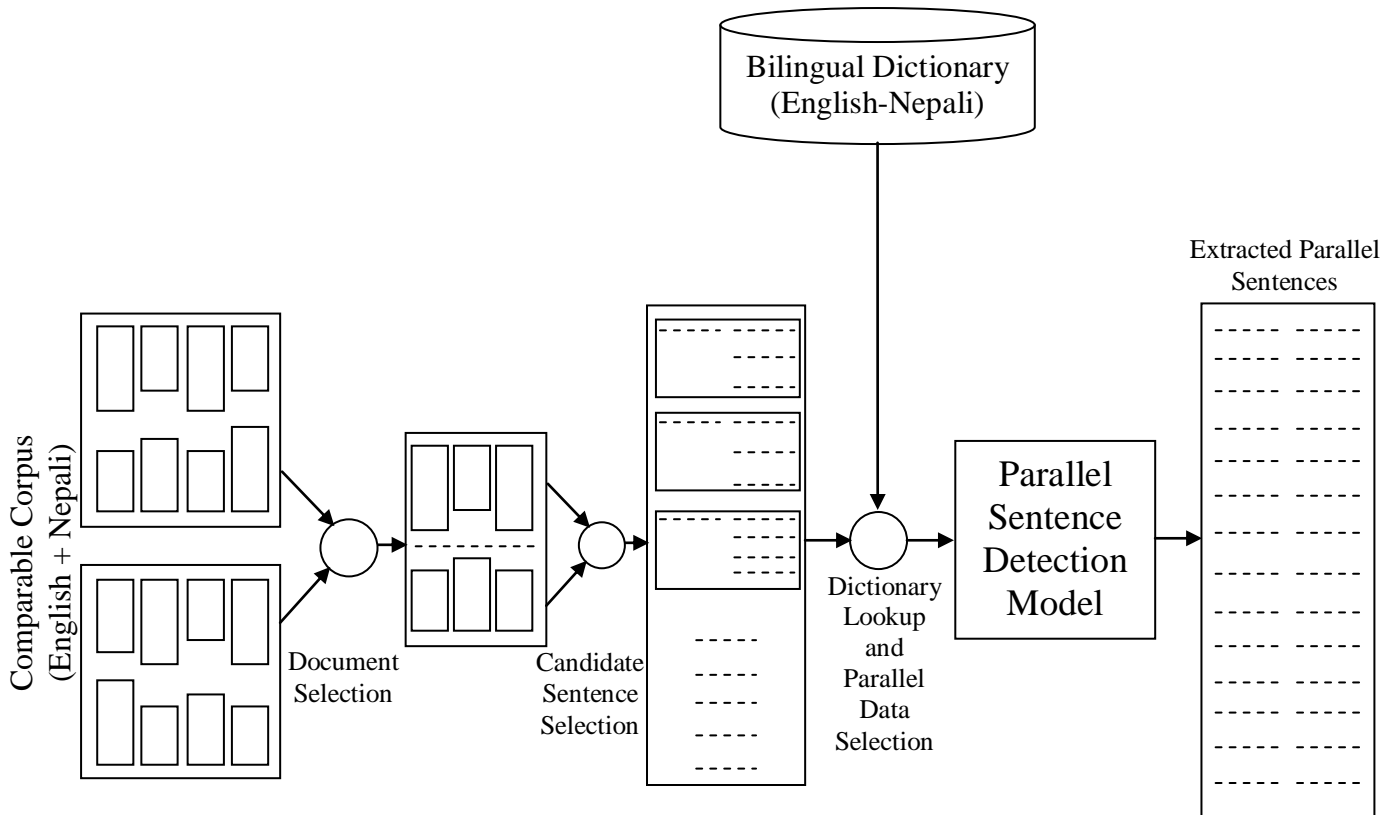 Bilingual Dictionary
(English-Nepali)
Extracted Parallel
Sentences
Comparable Corpus
(English + Nepali)
Document
Selection
Candidate
Sentence
Selection
Dictionary
Lookup
and
Parallel
Data
Selection
Parallel
Sentence
Detection
Model